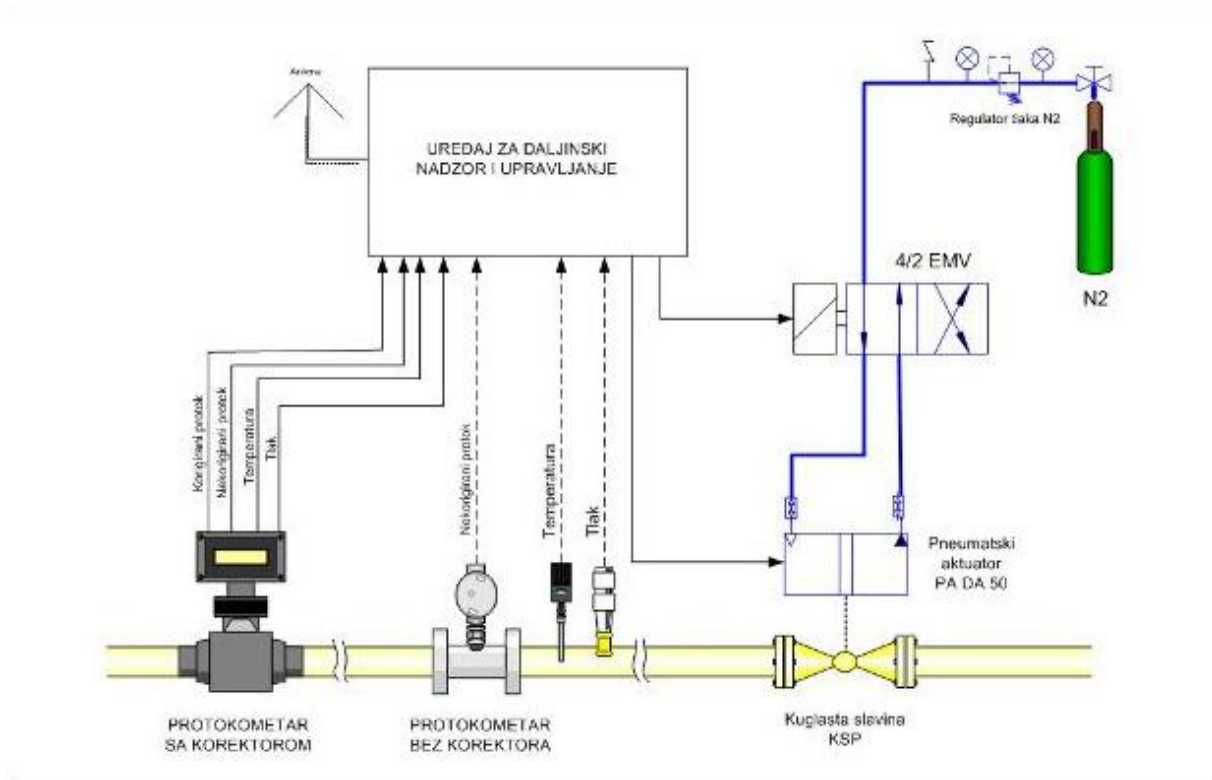 Antena
UREDAJ ZA DALJINSKI
NADZOR I UPRAVLJANJE
Regulator tlaka N2
4/2 EMV
N2
Korigirani protok
Nekorigirani protok
Temperatura
Tlak
Nekorigirani protok
Temperatura
Tlak
Pneumatski
aktuator
PA DA 50
PROTOKOMETAR
SA KOREKTOROM
PROTOKOMETAR
BEZ KOREKTORA
Kuglasta slavina
KSP